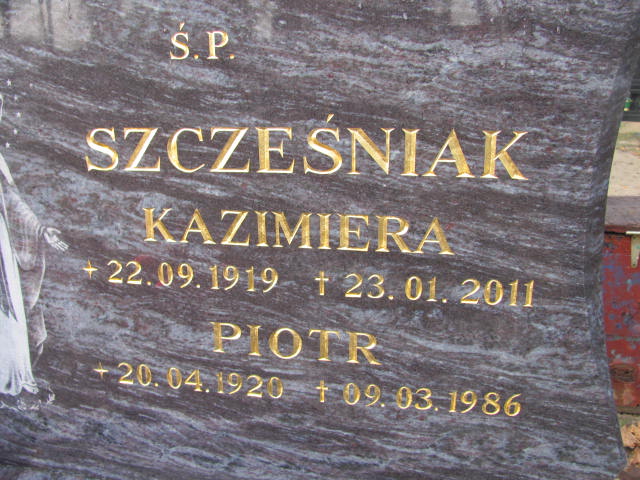 Ś.P.
SZCZEŚNIAK
KAZIMIERA
+ 22.09.1919 † 23.01.2011
PIOTR
+ 20.04.1920 † 09.03.1986